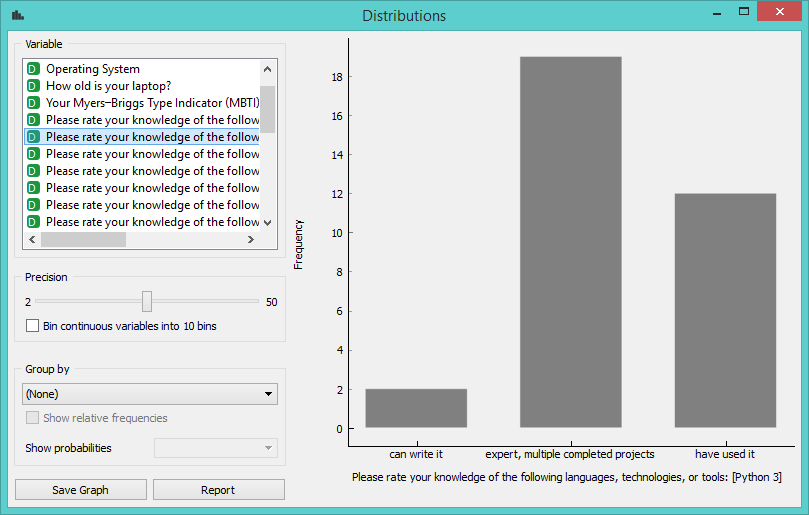 Distributions
Variable
D Operating System
D How old is your laptop?
D Your Myers-Briggs Type Indicator (MBTI)
D Please rate your knowledge of the follow
D Please rate your knowledge of the follow
D Please rate your knowledge of the follow
D Please rate your knowledge of the follow
D Please rate your knowledge of the follow
D Please rate your knowledge of the follow
D Please rate your knowledge of the follow
Precision
2 50
Bin continuous variables into 10 bins
Group by
(None)
Show relative frequencies
Show probabilities
Save Graph
Report
Frequency
18
16
14
12
10
8
6
4
2
0
can write it
expert, multiple completed projects
have used it
Please rate your knowledge of the following languages, technologies, or tools: [Python 3]